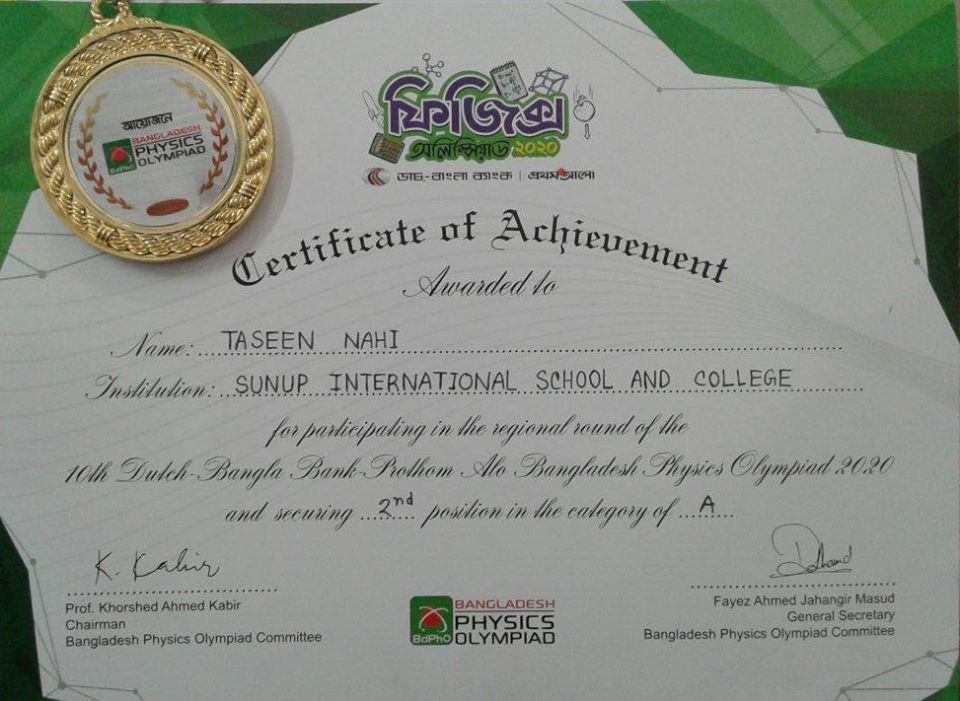 আয়োজনে
BANGLADESH
PHYSICS
OLYMPIAD
BdPhO
ফিজিক্স
অলিম্পিয়াড ২০২০
ডাচ্-বাংলা ব্যাংক | প্রথম আলো
Certificate of Achievement
Awarded to
Name: TASEEN NAHI
Institution: SUNUP INTERNATIONAL SCHOOL AND COLLEGE
for participating in the regional round of the
10th Dutch-Bangla Bank-Prothom Alo Bangladesh Physics Olympiad 2020
and securing 2nd position in the category of A
K. Kabir
Prof. Khorshed Ahmed Kabir
Chairman
Bangladesh Physics Olympiad Committee
BANGLADESH
PHYSICS
OLYMPIAD
BdPhO
Fayez Ahmed Jahangir Masud
General Secretary
Bangladesh Physics Olympiad Committee